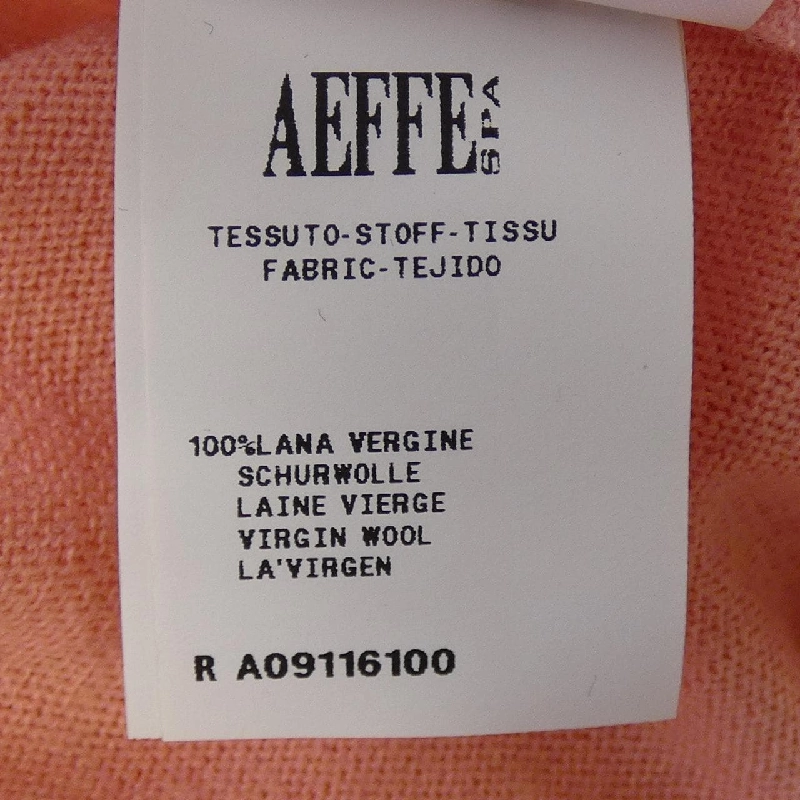 AEFFE SPA
TESSUTO-STOFF-TISSU
FABRIC-TEJIDO
100%LANA VERGINE
SCHURWOLLE
LAINE VIERGE
VIRGIN WOOL
LA'VIRGEN
R A09116100